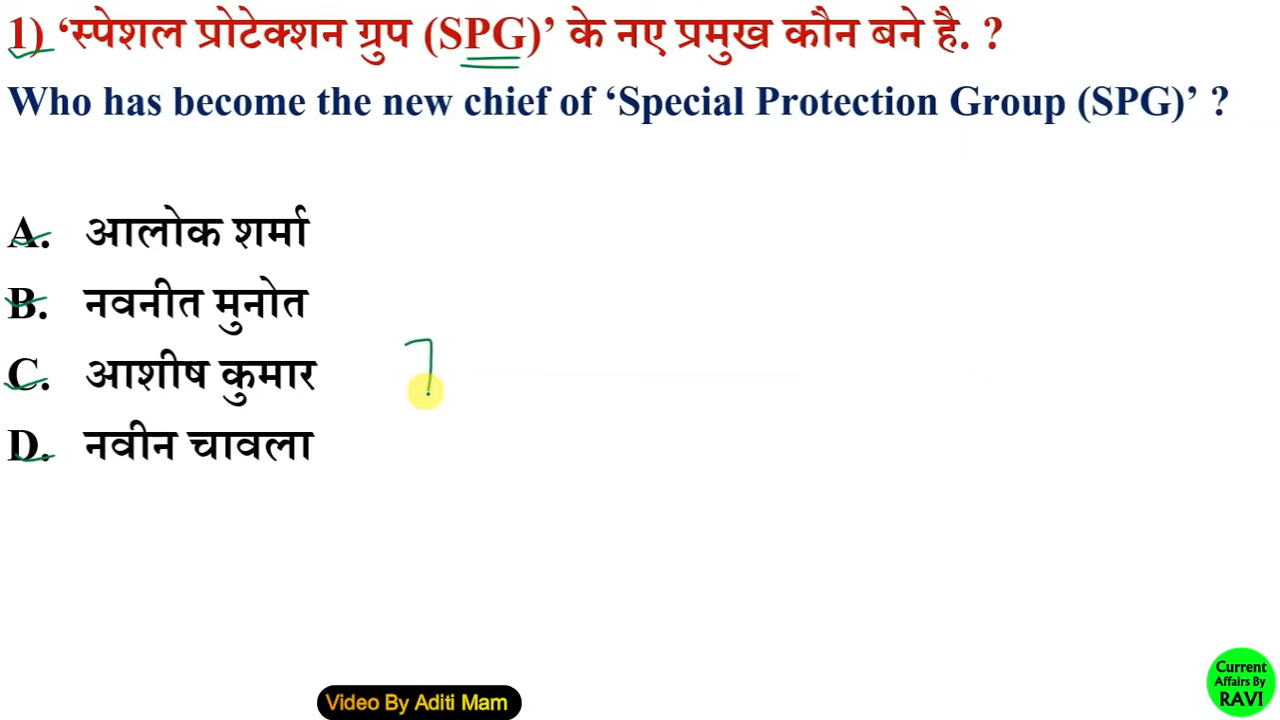 1) ‘स्पेशल प्रोटेक्शन ग्रुप (SPG)’ के नए प्रमुख कौन बने है. ?
Who has become the new chief of ‘Special Protection Group (SPG)’ ?
A. आलोक शर्मा
B. नवनीत मुनोत
C. आशीष कुमार
D. नवीन चावला
Video By Aditi Mam
Current
Affairs By
RAVI